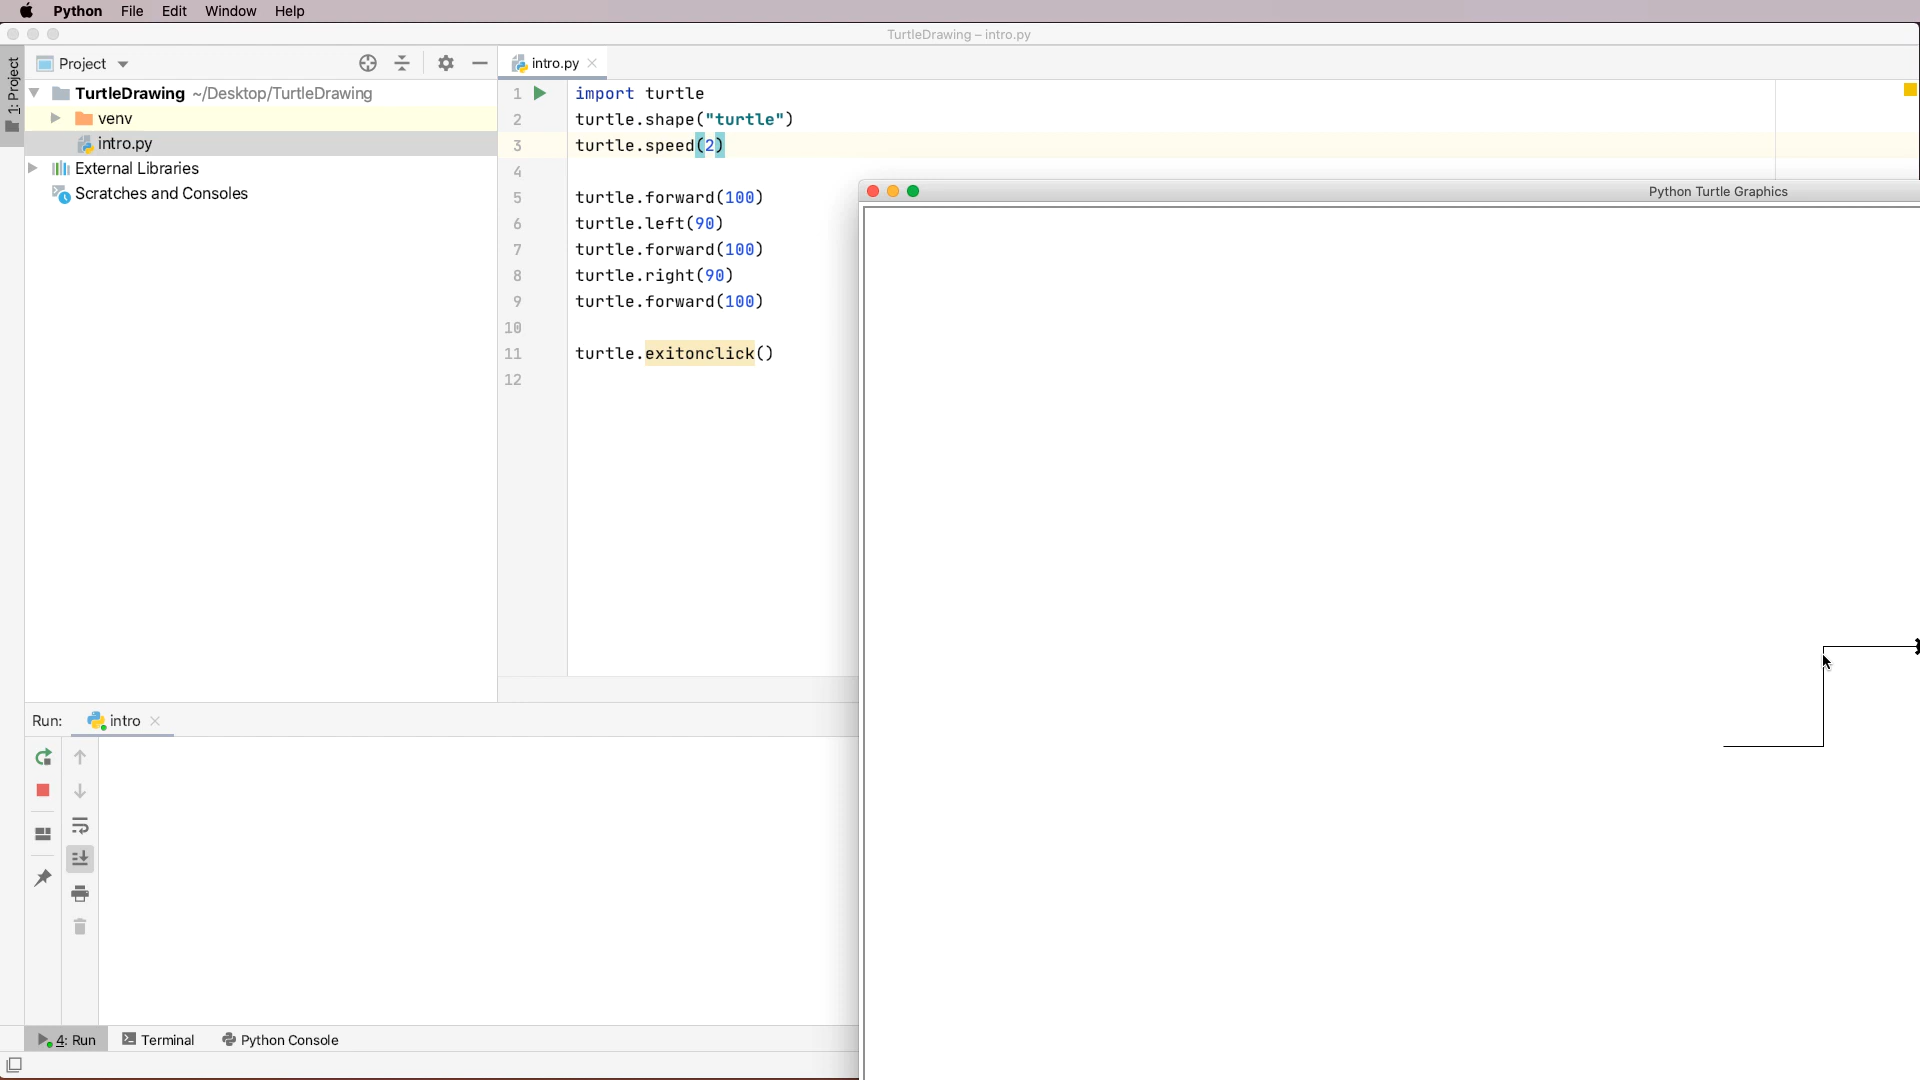 Python File Edit Window Help
TurtleDrawing – intro.py
1: Project
Project
intro.py
TurtleDrawing ~/Desktop/TurtleDrawing
venv
intro.py
External Libraries
Scratches and Consoles
1 import turtle
2 turtle.shape("turtle")
3 turtle.speed(2)
4
5 turtle.forward(100)
6 turtle.left(90)
7 turtle.forward(100)
8 turtle.right(90)
9 turtle.forward(100)
10
11 turtle.exitonclick()
12
Python Turtle Graphics
Run: intro
4: Run Terminal Python Console